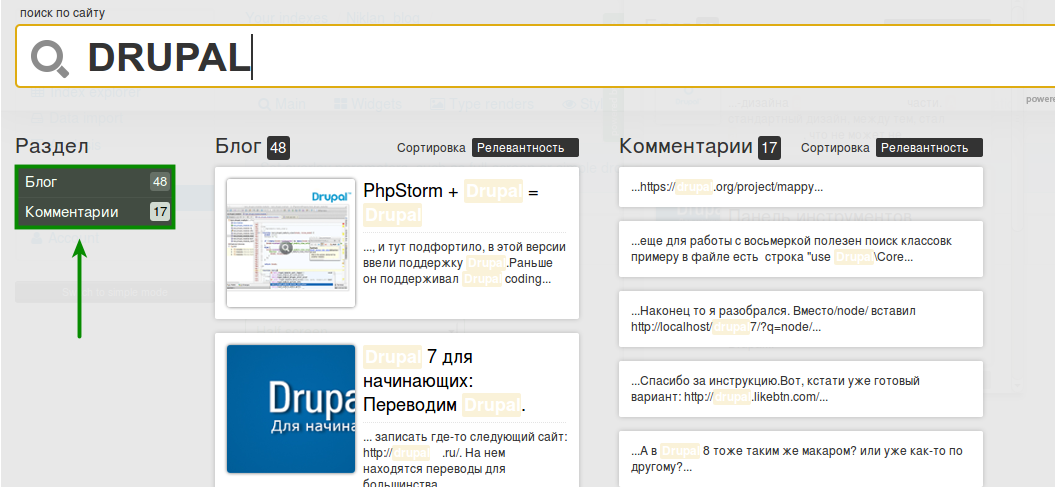 поиск по сайту
DRUPAL
powere
Раздел
Блог 48
Комментарии 17
Блог 48
Сортировка Релевантность
Drupal
PhpStorm + Drupal =
Drupal
..., и тут подфортило, в этой версии
ввели поддержку Drupal.Раньше
он поддерживал Drupal coding...
Drupa
Для начина
Drupal 7 для
начинающих:
Переводим Drupal.
... записать где-то следующий сайт:
http://drupal .ru/. На нем
находятся переводы для
большинства
Комментарии 17
Сортировка Релевантность
...https://drupal.org/project/mappy...
...еще для работы с восьмеркой полезен поиск классовк
примеру в файле есть строка "use Drupal\Core...
...Наконец то я разобрался. Вместо/node/ вставил
http://localhost/drupal7/?q=node/...
...Спасибо за инструкцию.Вот, кстати уже готовый
вариант: http://drupal.likebtn.com/...
...А в Drupal 8 тоже таким же макаром? или уже как-то по
другому?...